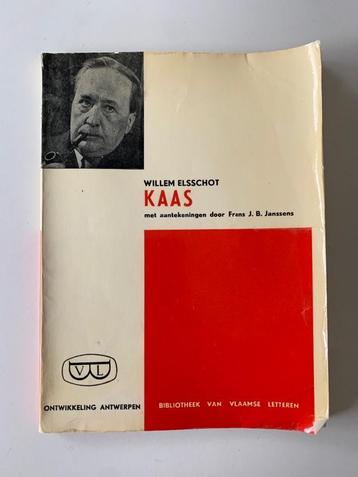 WILLEM ELSSCHOT
KAAS
met aantekeningen door Frans J. B. Janssens
VL
ONTWIKKELING ANTWERPEN
BIBLIOTHEEK VAN VLAAMSE LETTEREN